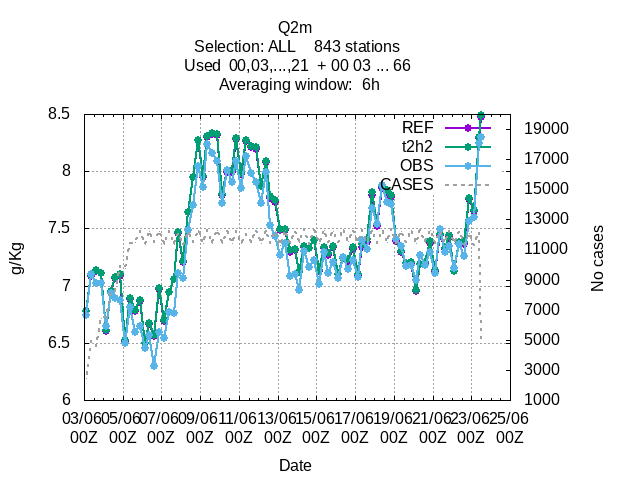 Q2m
Selection: ALL 843 stations
Used 00,03,...,21 + 00 03 ... 66
Averaging window: 6h
8.5
8
7.5
7
6.5
6
g/Kg
REF
t2h2
OBS
CASES
19000
17000
15000
13000
11000
9000
7000
5000
3000
1000
No cases
03/06 05/06 07/06 09/06 11/06 13/06 15/06 17/06 19/06 21/06 23/06 25/06
00Z 00Z 00Z 00Z 00Z 00Z 00Z 00Z 00Z 00Z 00Z 00Z
Date